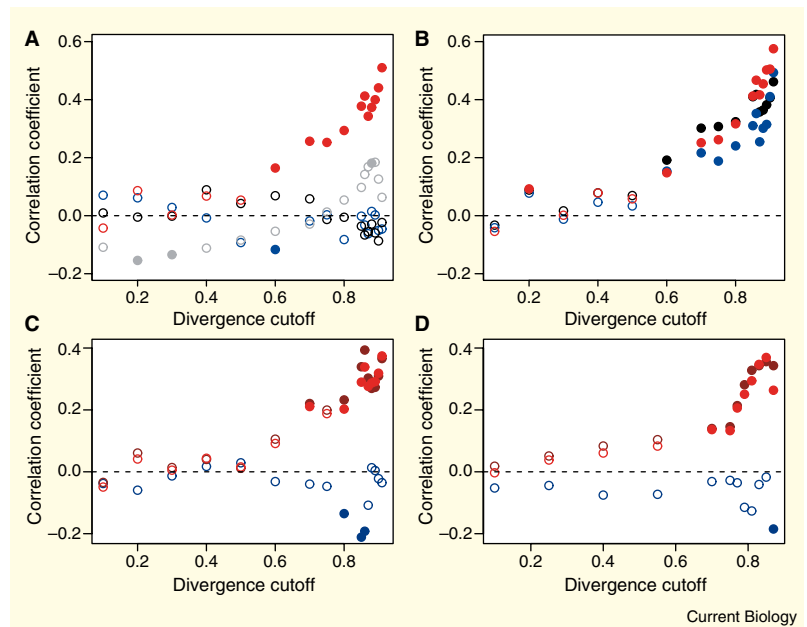 A
B
0.6
0.4
0.2
0.0
–0.2
Correlation coefficient
0.2 0.4 0.6 0.8
Divergence cutoff
0.6
0.4
0.2
0.0
–0.2
Correlation coefficient
0.2 0.4 0.6 0.8
Divergence cutoff
C
D
0.4
0.2
0.0
–0.2
Correlation coefficient
0.2 0.4 0.6 0.8
Divergence cutoff
0.4
0.2
0.0
–0.2
Correlation coefficient
0.2 0.4 0.6 0.8
Divergence cutoff
Current Biology